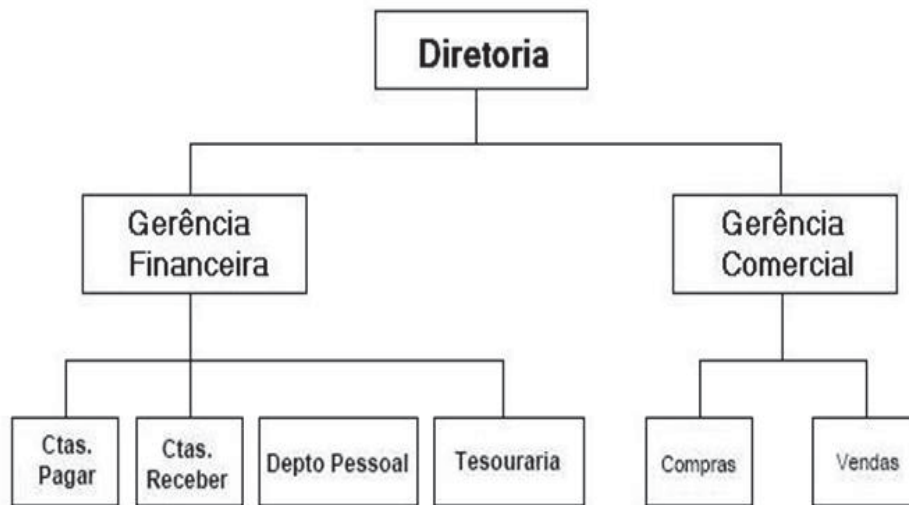 Diretoria
Gerência
Financeira
Gerência
Comercial
Ctas.
Pagar
Ctas.
Receber
Depto Pessoal
Tesouraria
Compras
Vendas